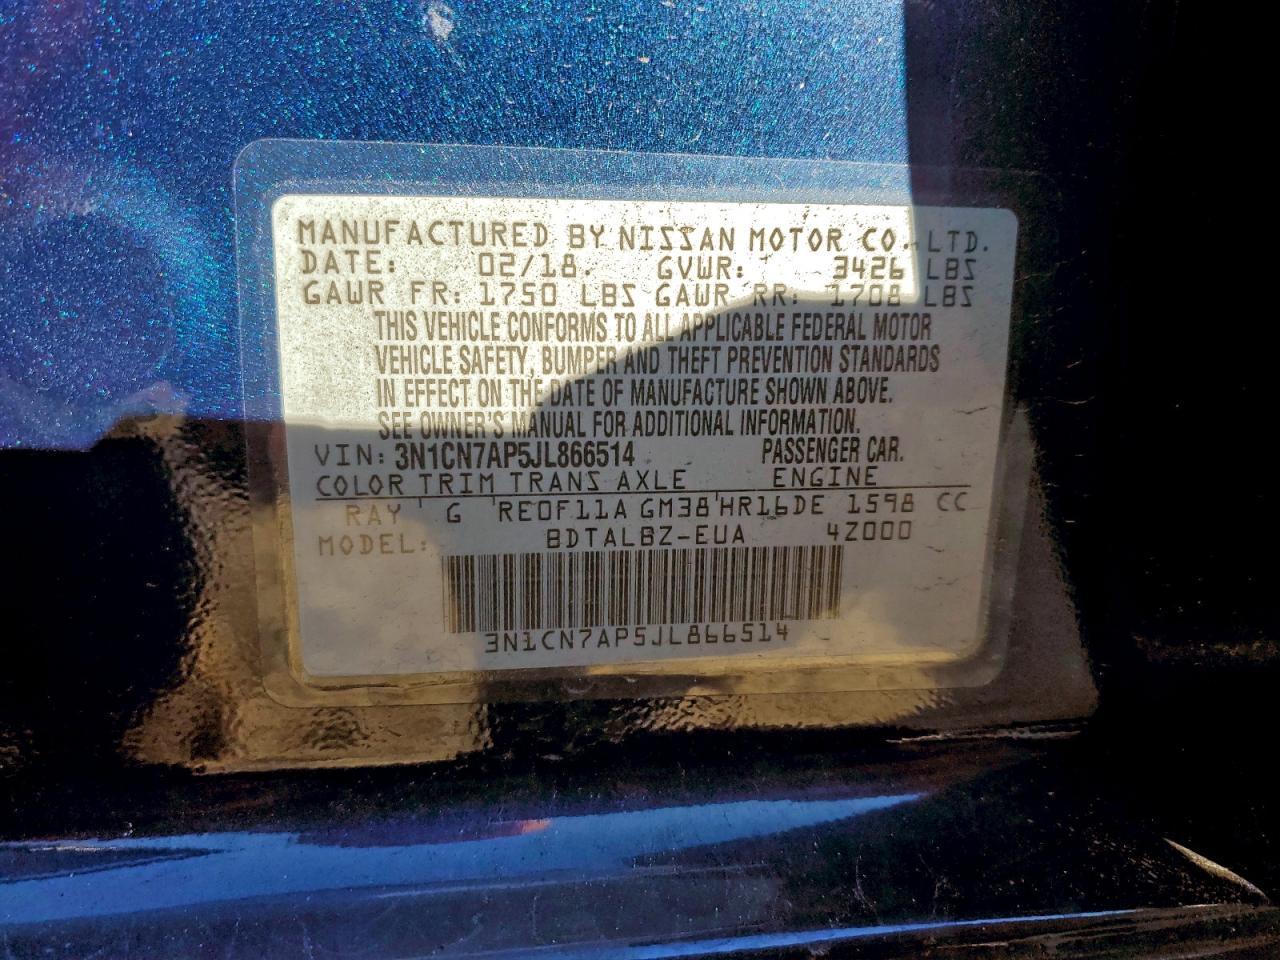 MANUFACTURED BY NISSAN MOTOR CO., LTD.
DATE: 02/18. GVWR: 3426 LBS
GAWR FR: 1750 LBS GAWR RR: 1708 LBS
THIS VEHICLE CONFORMS TO ALL APPLICABLE FEDERAL MOTOR
VEHICLE SAFETY, BUMPER AND THEFT PREVENTION STANDARDS
IN EFFECT ON THE DATE OF MANUFACTURE SHOWN ABOVE.
SEE OWNER'S MANUAL FOR ADDITIONAL INFORMATION.
VIN: 3N1CN7AP5JL866514 PASSENGER CAR.
COLOR TRIM TRANS AXLE ENGINE
RAY G RE0F11A GM38 HR16DE 1598 CC
MODEL: BDTALBZ-EUA 4Z000
3N1CN7AP5JL866514